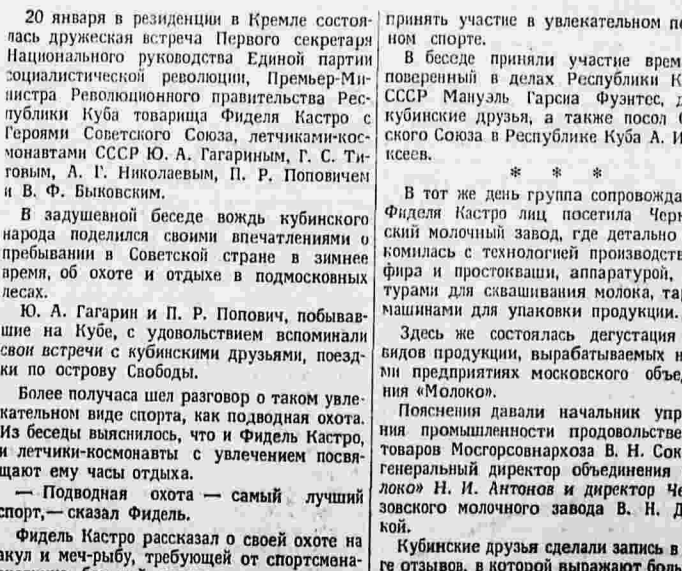 20 января в резиденции в Кремле состоя-
лась дружеская встреча Первого секретаря
Национального руководства Единой партии
социалистической революции, Премьер-Ми-
нистра Революционного правительства Рес-
публики Куба товарища Фиделя Кастро с
Героями Советского Союза, летчиками-кос-
монавтами СССР Ю. А. Гагариным, Г. С. Ти-
товым, А. Г. Николаевым, П. Р. Поповичем
и В. Ф. Быковским.
В задушевной беседе вождь кубинского
народа поделился своими впечатлениями о
пребывании в Советской стране в зимнее
время, об охоте и отдыхе в подмосковных
лесах.
Ю. А. Гагарин и П. Р. Попович, побывав-
шие на Кубе, с удовольствием вспоминали
свои встречи с кубинскими друзьями, поезд-
ки по острову Свободы.
Более получаса шел разговор о таком увле-
кательном виде спорта, как подводная охота.
Из беседы выяснилось, что и Фидель Кастро,
и летчики-космонавты с увлечением посвя-
щают ему часы отдыха.
— Подводная охота — самый лучший
спорт,— сказал Фидель.
Фидель Кастро рассказал о своей охоте на
акул и меч-рыбу, требующей от спортсмена-
принять участие в увлекательном
ном спорте.
В беседе приняли участие врем
поверенный в делах Республики К
СССР Мануэль Гарсиа Фуэнтес, д
кубинские друзья, а также посол
ского Союза в Республике Куба А. И
ксеев.
* * *
В тот же день группа сопровожда
Фиделя Кастро лиц посетила Черк
ский молочный завод, где детально
комилась с технологией производств
фира и простокваши, аппаратурой,
турами для сквашивания молока, та
машинами для упаковки продукции.
Здесь же состоялась дегустация
видов продукции, вырабатываемых н
ми предприятиях московского объе
ния «Молоко».
Пояснения давали начальник упр
ния промышленности продовольстве
товаров Мосгорсовнархоза В. Н. Сок
генеральный директор объединения
локо» Н. И. Антонов и директор Че
зовского молочного завода В. Н. Д
кой.
Кубинские друзья сделали запись в
ге отзывов, в которой выражают боль